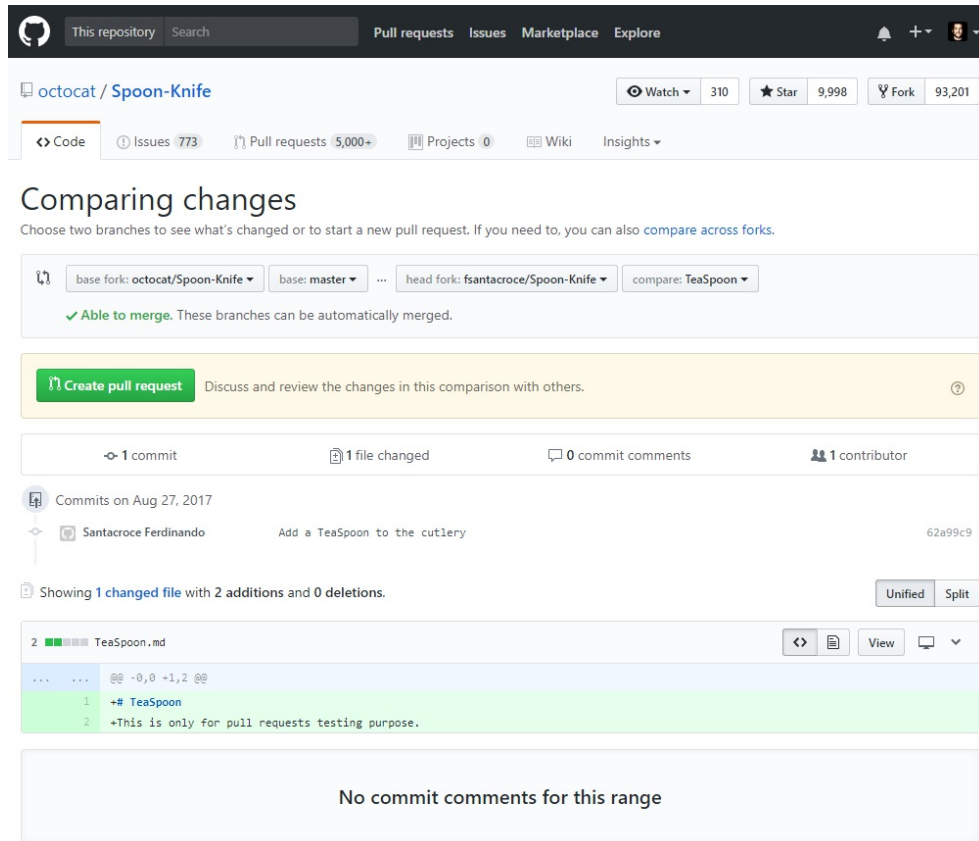 This repository Search Pull requests Issues Marketplace Explore
octocat / Spoon-Knife Watch 310 Star 9,998 Fork 93,201
Code Issues 773 Pull requests 5,000+ Projects 0 Wiki Insights
Comparing changes
Choose two branches to see what's changed or to start a new pull request. If you need to, you can also compare across forks.
base fork: octocat/Spoon-Knife base: master ... head fork: fsantacroce/Spoon-Knife compare: TeaSpoon
Able to merge. These branches can be automatically merged.
Create pull request Discuss and review the changes in this comparison with others.
1 commit 1 file changed 0 commit comments 1 contributor
Commits on Aug 27, 2017
Santacroce Ferdinando Add a TeaSpoon to the cutlery 62a99c9
Showing 1 changed file with 2 additions and 0 deletions. Unified Split
2 TeaSpoon.md <> View
... ... @@ -0,0 +1,2 @@
1 +# TeaSpoon
2 +This is only for pull requests testing purpose.
No commit comments for this range